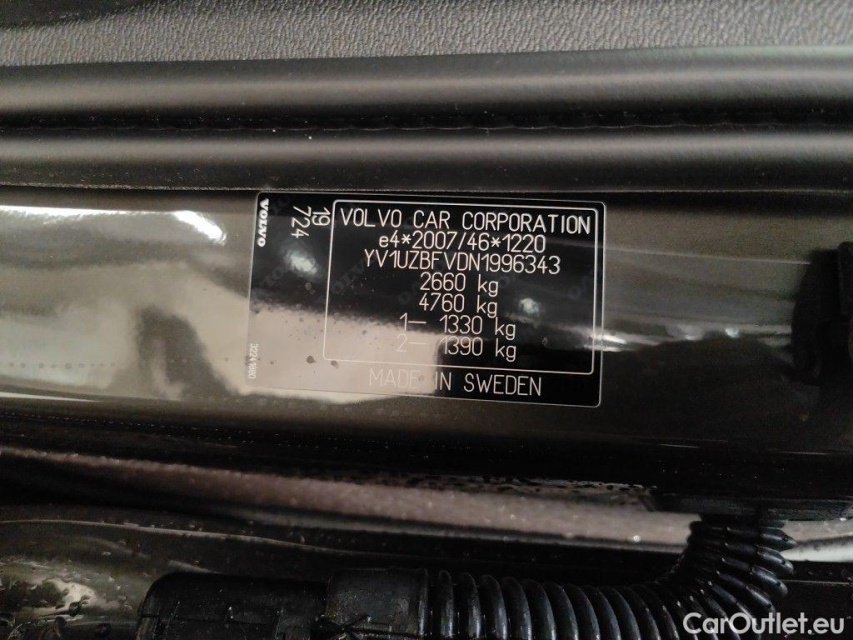 VOLVO
19
724
VOLVO CAR CORPORATION
e4*2007/46*1220
YV1UZBFVDN1996343
2660 kg
4760 kg
1– 1330 kg
2– 1390 kg
MADE IN SWEDEN
CarOutlet.eu